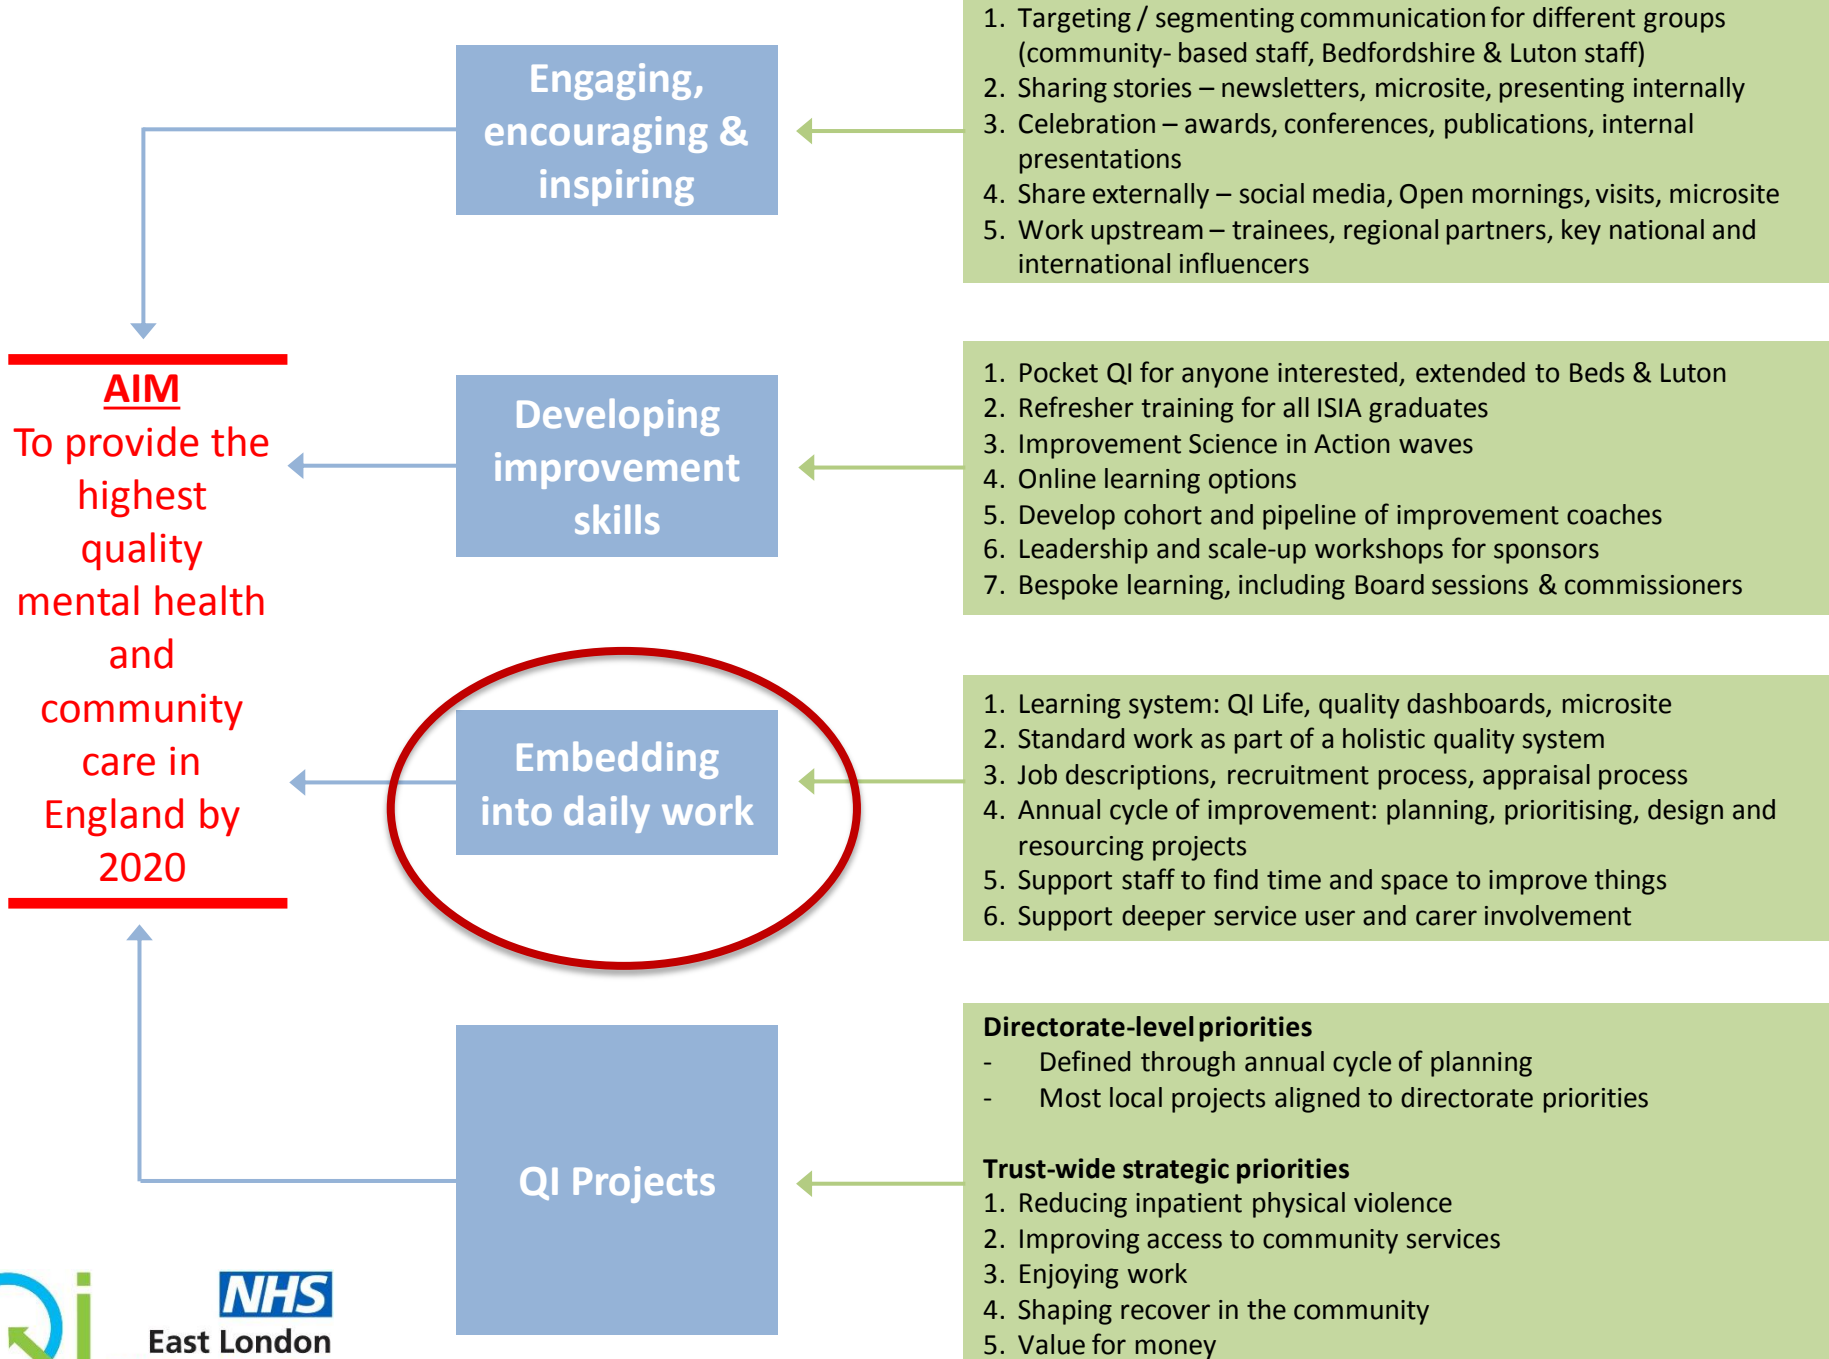 AIM
To provide the
highest
quality
mental health
and
community
care in
England by
2020
Engaging,
encouraging &
inspiring
1. Targeting / segmenting communication for different groups
(community- based staff, Bedfordshire & Luton staff)
2. Sharing stories – newsletters, microsite, presenting internally
3. Celebration – awards, conferences, publications, internal
presentations
4. Share externally – social media, Open mornings, visits, microsite
5. Work upstream – trainees, regional partners, key national and
international influencers
Developing
improvement
skills
1. Pocket QI for anyone interested, extended to Beds & Luton
2. Refresher training for all ISIA graduates
3. Improvement Science in Action waves
4. Online learning options
5. Develop cohort and pipeline of improvement coaches
6. Leadership and scale-up workshops for sponsors
7. Bespoke learning, including Board sessions & commissioners
Embedding
into daily work
1. Learning system: QI Life, quality dashboards, microsite
2. Standard work as part of a holistic quality system
3. Job descriptions, recruitment process, appraisal process
4. Annual cycle of improvement: planning, prioritising, design and
resourcing projects
5. Support staff to find time and space to improve things
6. Support deeper service user and carer involvement
QI Projects
Directorate-level priorities
- Defined through annual cycle of planning
- Most local projects aligned to directorate priorities
Trust-wide strategic priorities
1. Reducing inpatient physical violence
2. Improving access to community services
3. Enjoying work
4. Shaping recover in the community
5. Value for money
Qi
NHS
East London